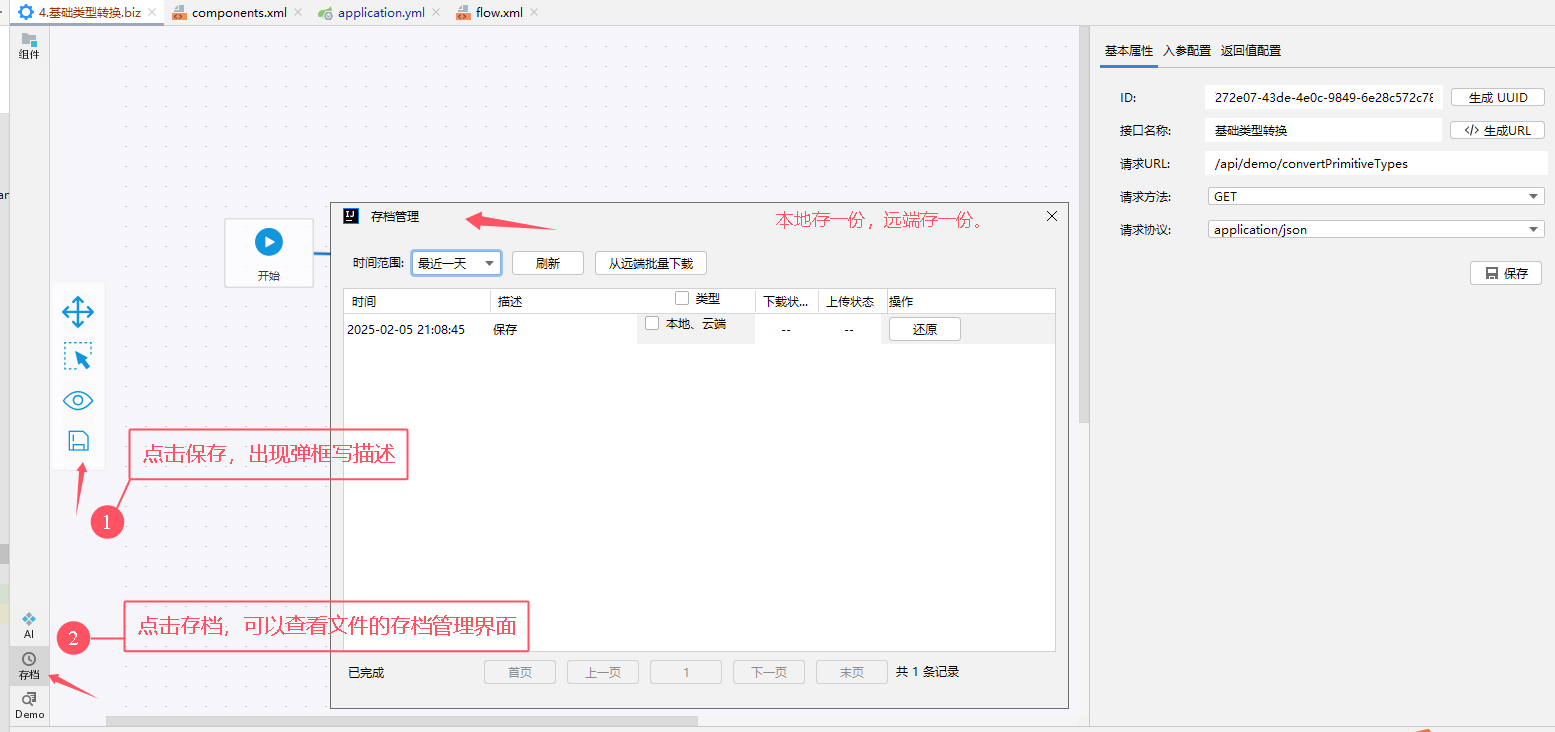 4.基础类型转换.biz
components.xml
application.yml
flow.xml
组件
基本属性 入参配置 返回值配置
ID: 272e07-43de-4e0c-9849-6e28c572c78 生成 UUID
接口名称: 基础类型转换 </> 生成URL
请求URL: /api/demo/convertPrimitiveTypes
请求方法: GET
请求协议: application/json
保存
开始
存档管理
本地存一份，远端存一份。
时间范围: 最近一天 刷新 从远端批量下载
时间 描述 类型 下载状... 上传状态 操作
2025-02-05 21:08:45 保存 本地、云端 -- -- 还原
点击保存，出现弹框写描述
1
点击存档，可以查看文件的存档管理界面
2
已完成 首页 上一页 1 下一页 末页 共 1 条记录
AI
存档
Demo